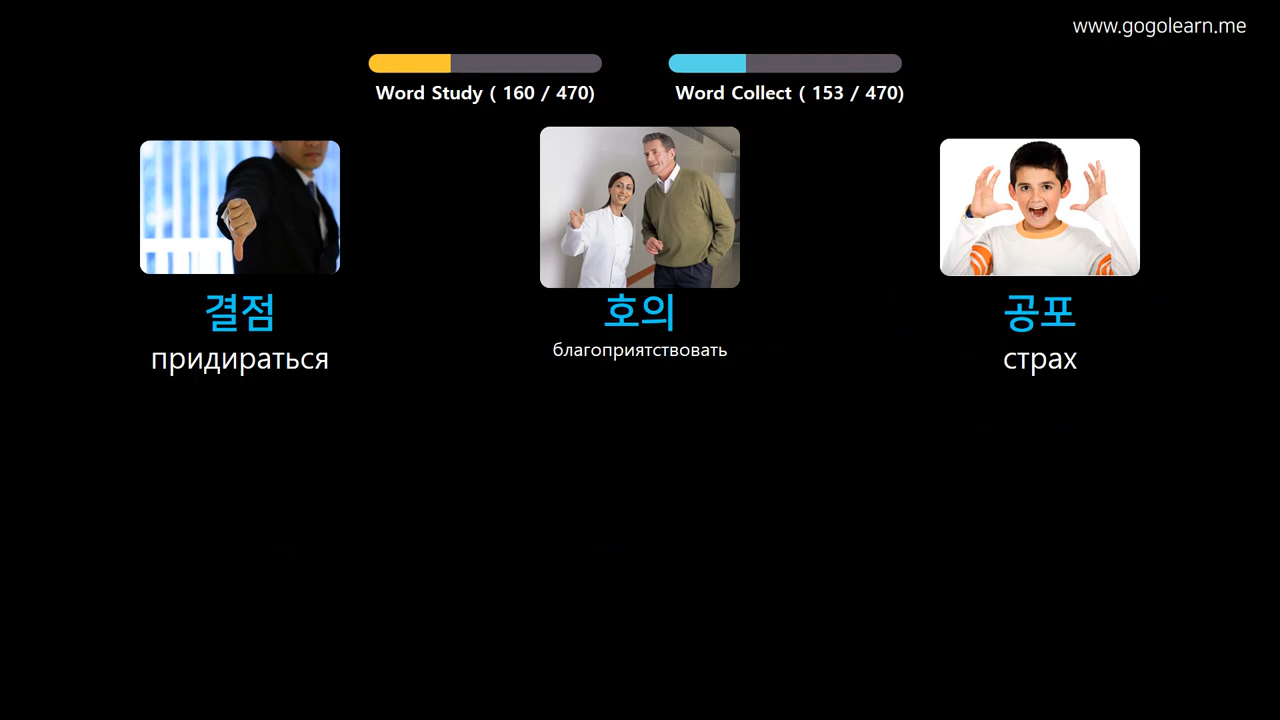 www.gogolearn.me
Word Study ( 160 / 470)
Word Collect ( 153 / 470)
결점
호의
공포
придираться
благоприятствовать
страх